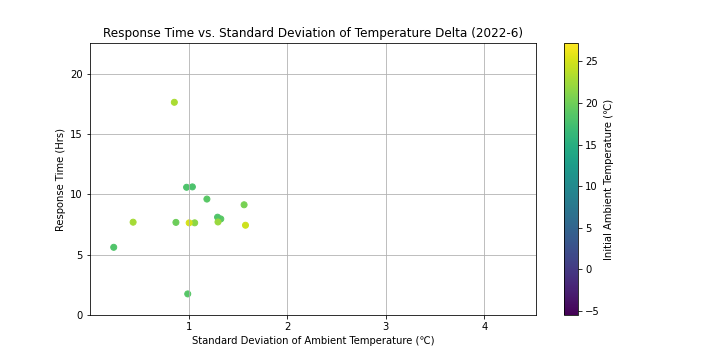 Response Time vs. Standard Deviation of Temperature Delta (2022-6)
Response Time (Hrs)
20
15
10
5
0
1 2 3 4
Standard Deviation of Ambient Temperature (℃)
25
20
15
10
5
0
−5
Initial Ambient Temperature (℃)